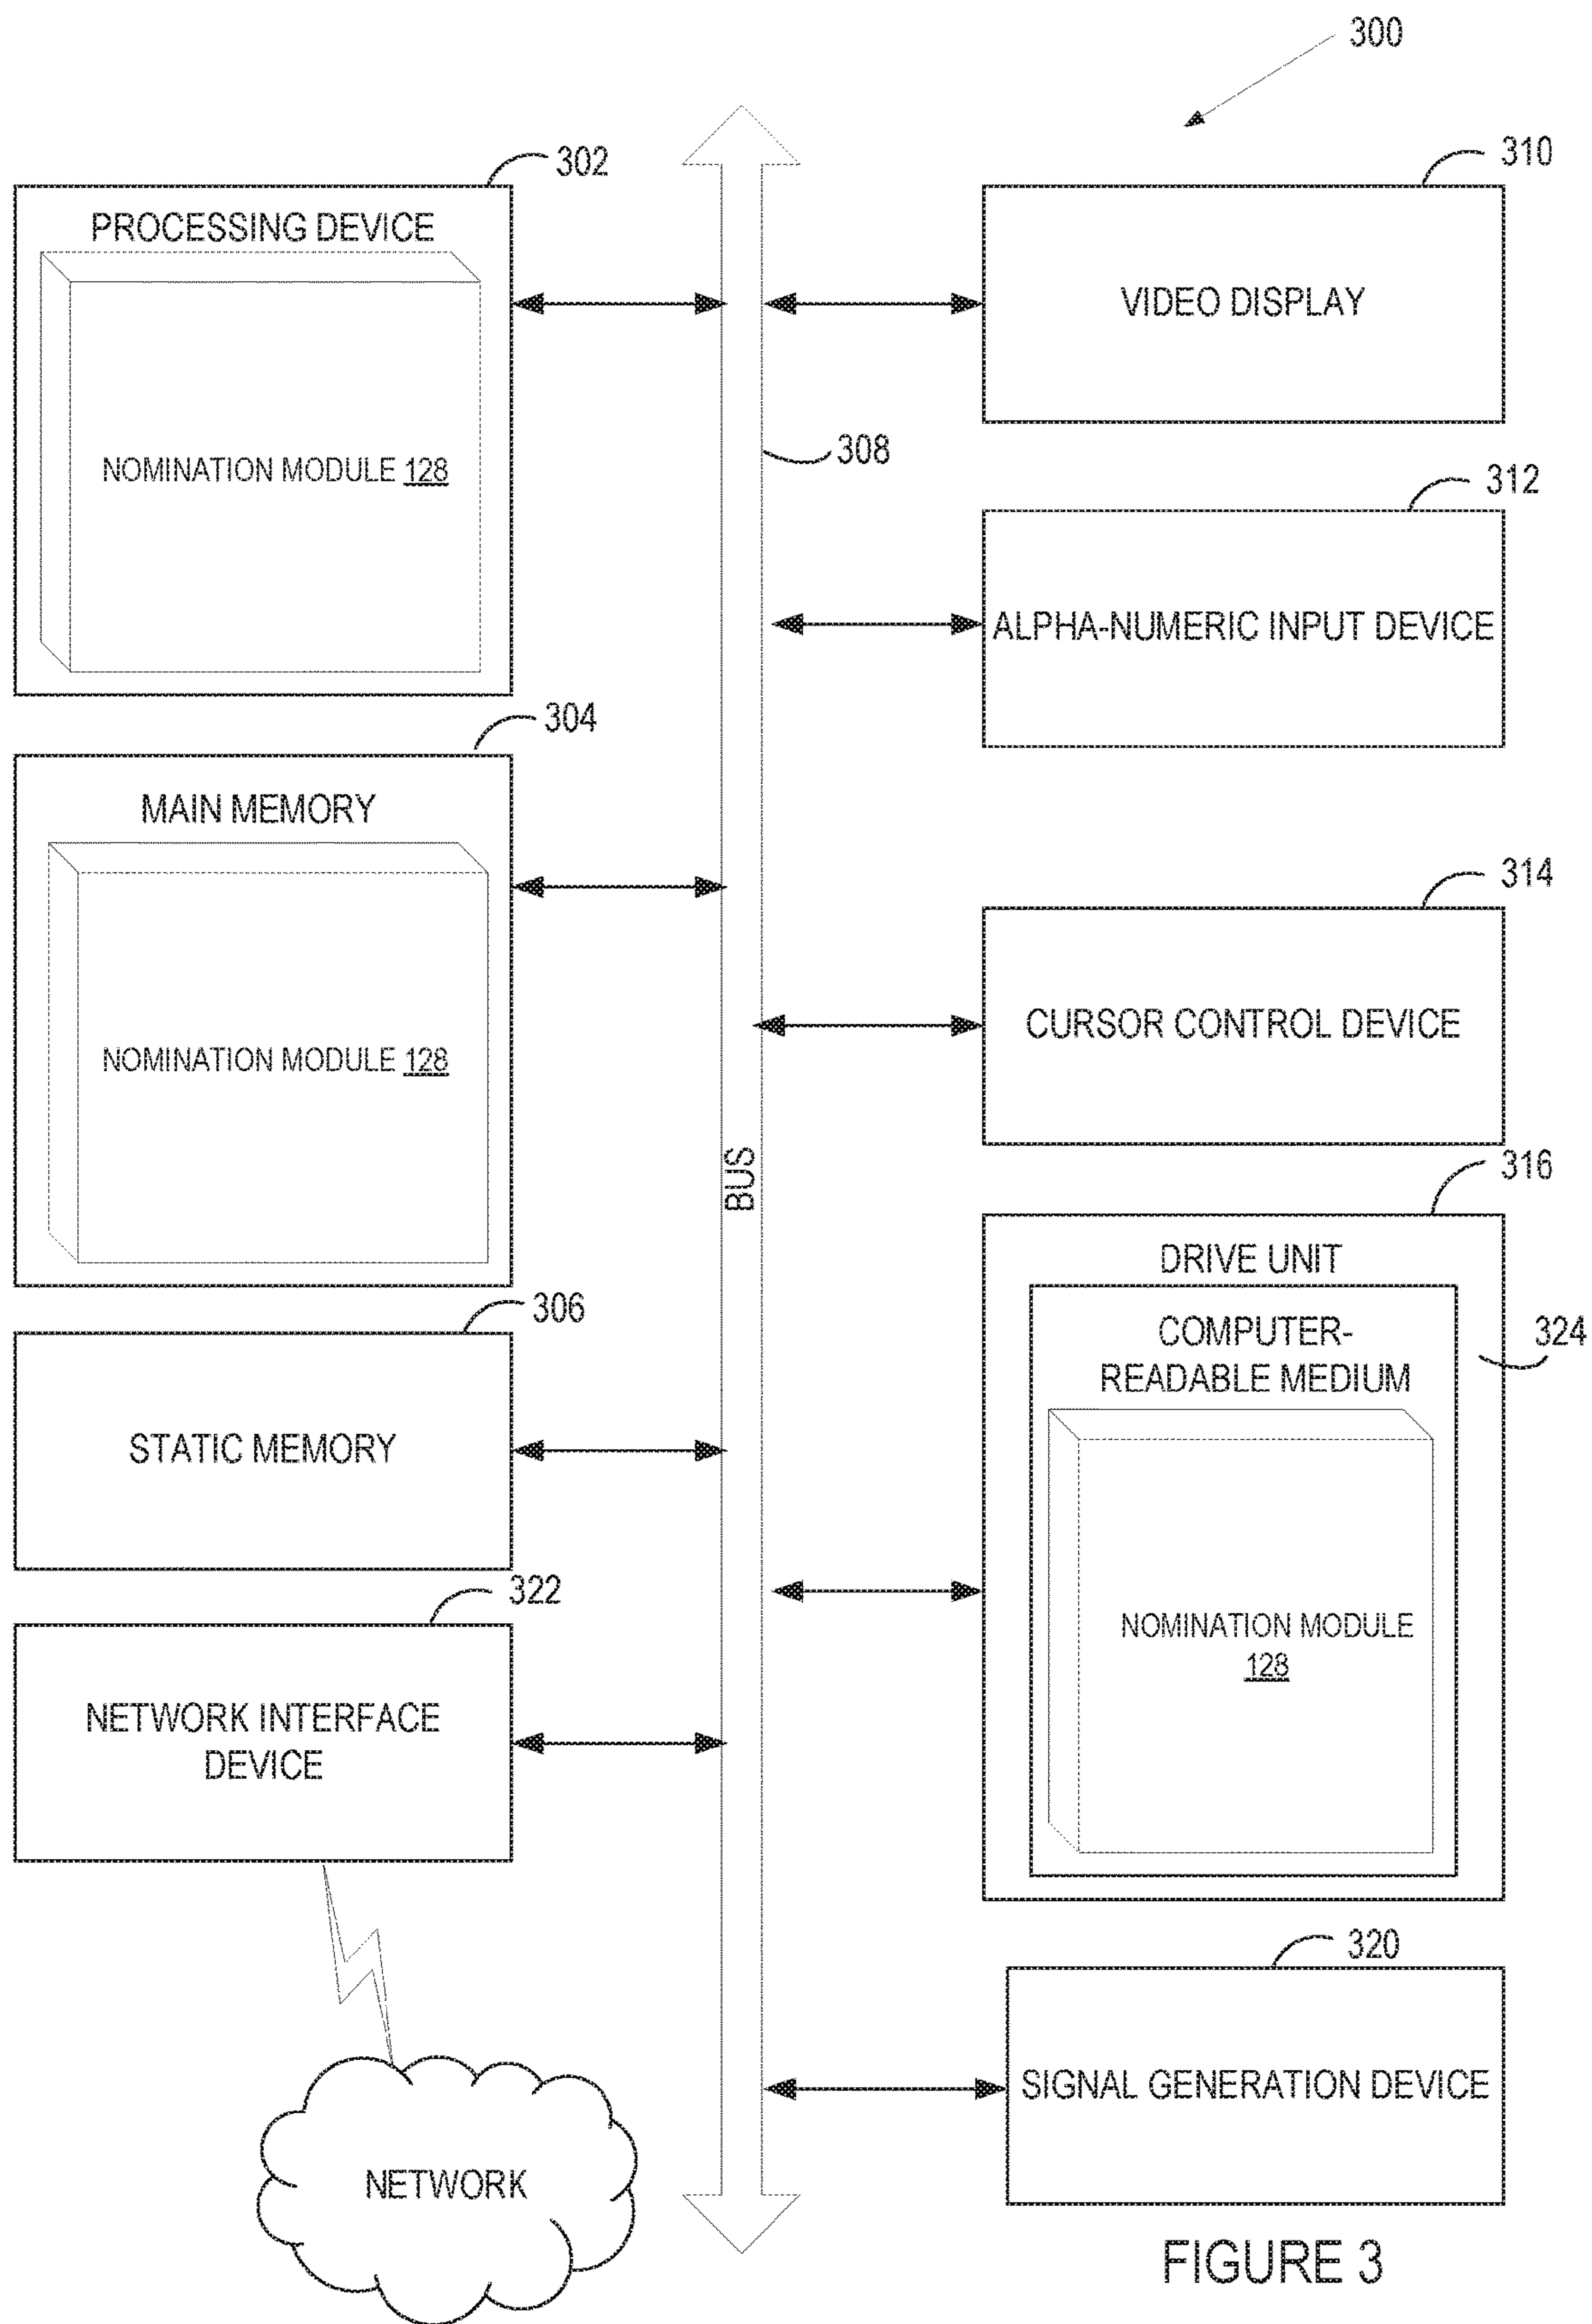 300
302
PROCESSING DEVICE
NOMINATION MODULE 128
304
MAIN MEMORY
NOMINATION MODULE 128
306
STATIC MEMORY
322
NETWORK INTERFACE
DEVICE
NETWORK
BUS
308
310
VIDEO DISPLAY
312
ALPHA-NUMERIC INPUT DEVICE
314
CURSOR CONTROL DEVICE
316
DRIVE UNIT
324
COMPUTER-
READABLE MEDIUM
NOMINATION MODULE
128
320
SIGNAL GENERATION DEVICE
FIGURE 3